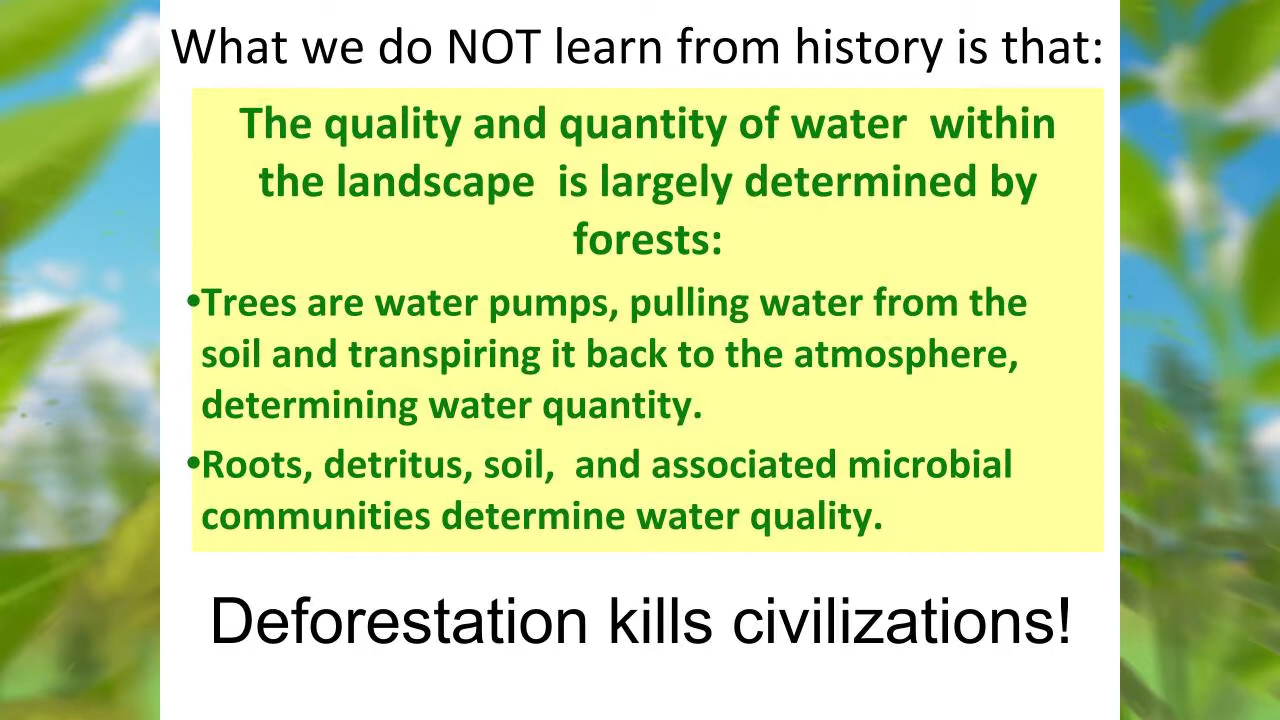 What we do NOT learn from history is that:
The quality and quantity of water  within
the landscape  is largely determined by
forests:
•Trees are water pumps, pulling water from the
soil and transpiring it back to the atmosphere,
determining water quantity.
•Roots, detritus, soil,  and associated microbial
communities determine water quality.
Deforestation kills civilizations!